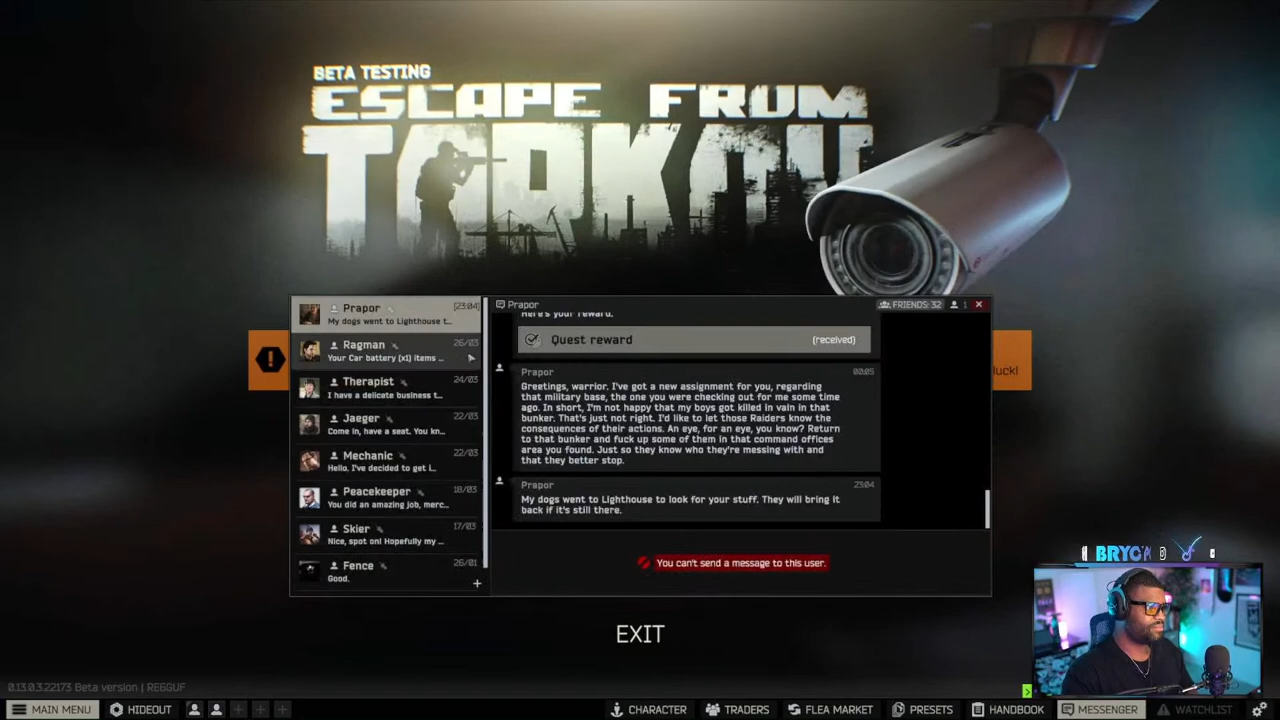 BETA TESTING
ESCAPE FROM
TARKOV
Prapor
[23:04]
My dogs went to Lighthouse t...
Ragman
26/03
Your Car battery (x1) items ...
Therapist
24/03
I have a delicate business t...
Jaeger
22/03
Come in, have a seat. You kn...
Mechanic
22/03
Hello. I've decided to get i...
Peacekeeper
18/03
You did an amazing job, merc...
Skier
17/03
Nice, spot on! Hopefully my ...
Fence
26/01
Good.
+
Prapor
FRIENDS: 32
1
Here's your reward.
Quest reward
(received)
Prapor
00:05
Greetings, warrior. I've got a new assignment for you, regarding
that military base, the one you were checking out for me some time
ago. In short, I'm not happy that my boys got killed in vain in that
bunker. That's just not right. I'd like to let those Raiders know the
consequences of their actions. An eye, for an eye, you know? Return
to that bunker and fuck up some of them in that command offices
area you found. Just so they know who they're messing with and
that they better stop.
Prapor
23:04
My dogs went to Lighthouse to look for your stuff. They will bring it
back if it's still there.
You can't send a message to this user.
luck!
EXIT
0.13.0.3.22173 Beta version | RE6GUF
MAIN MENU
HIDEOUT
CHARACTER
TRADERS
FLEA MARKET
PRESETS
HANDBOOK
MESSENGER
WATCHLIST